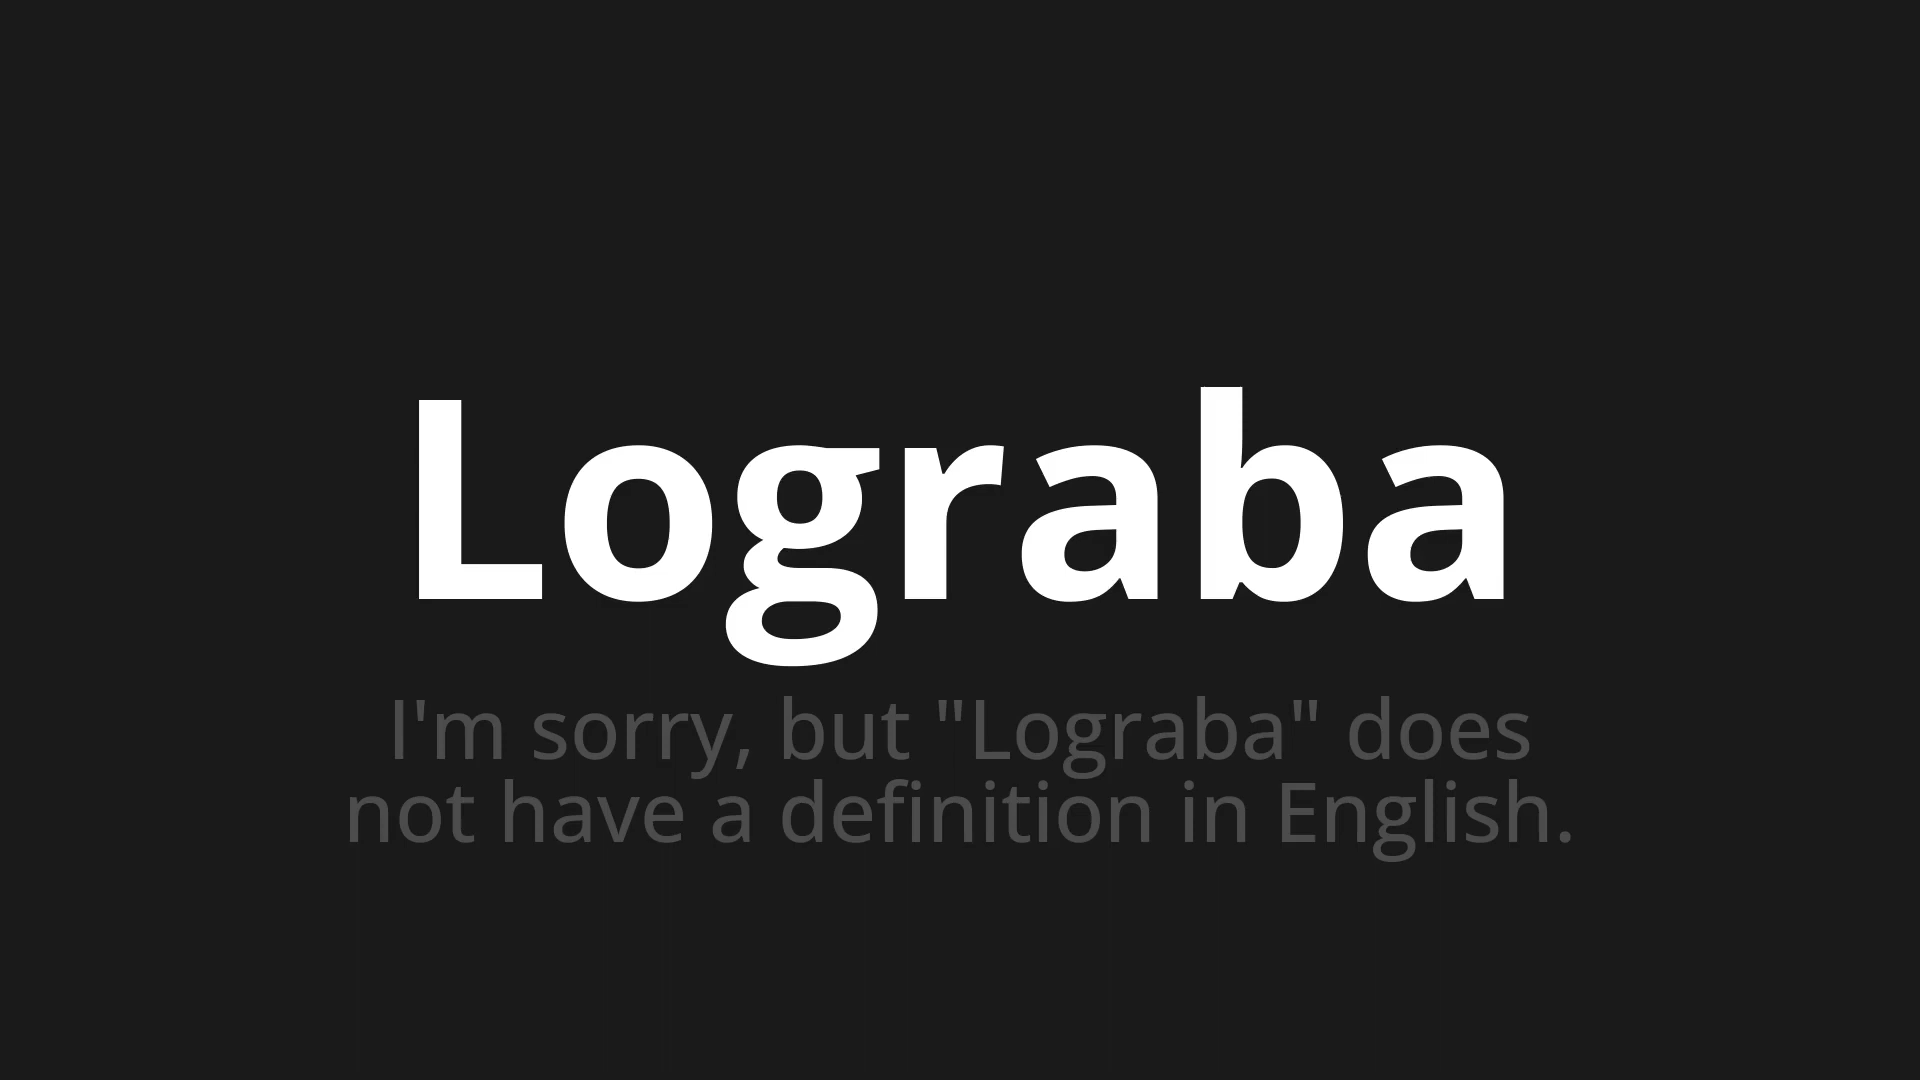 Lograba
I'm sorry, but "Lograba" does
not have a definition in English.